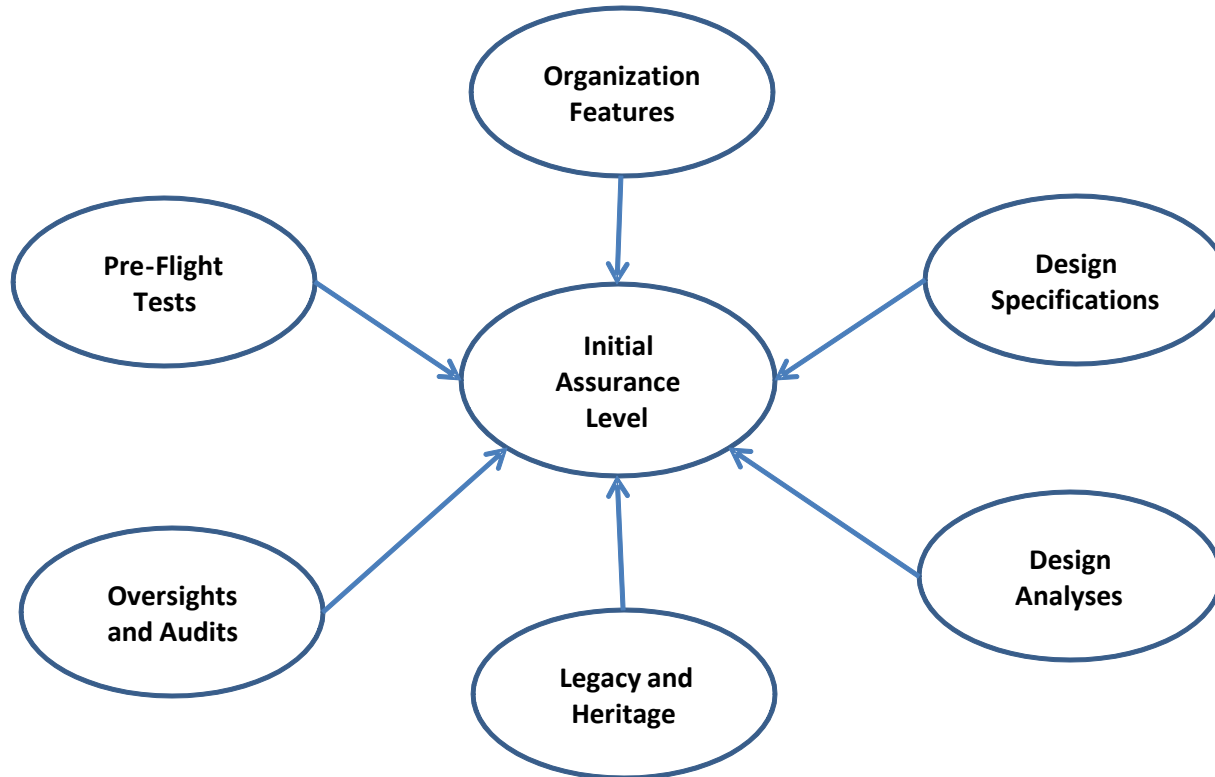 Organization
Features
Pre-Flight
Tests
Design
Specifications
Initial
Assurance
Level
Oversights
and Audits
Design
Analyses
Legacy and
Heritage